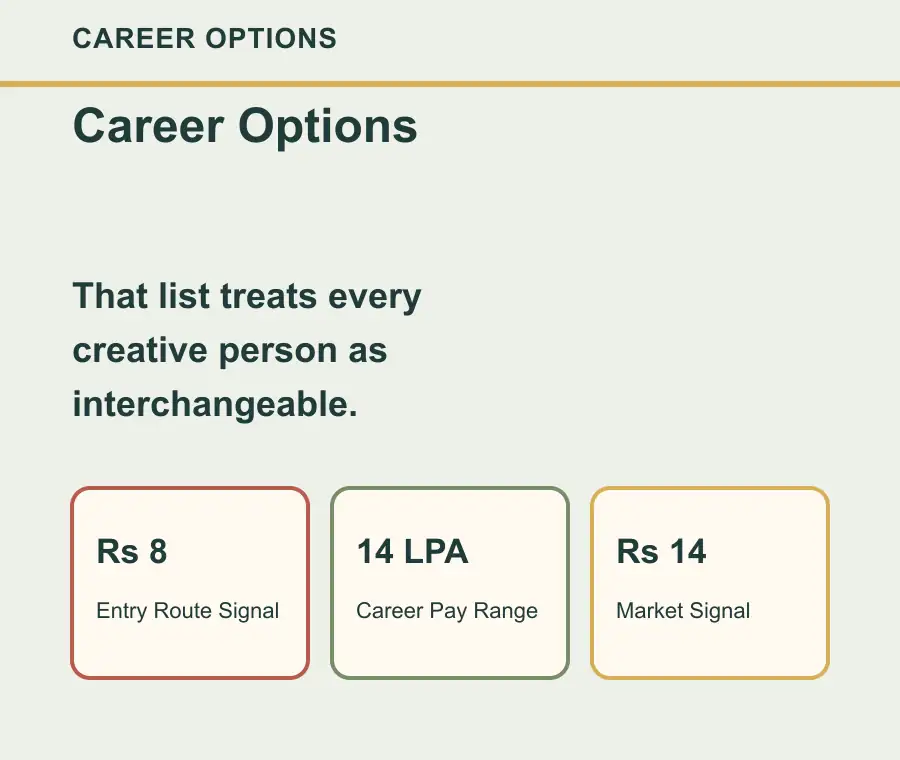 CAREER OPTIONS
Career Options
That list treats every
creative person as
interchangeable.
Rs 8
Entry Route Signal
14 LPA
Career Pay Range
Rs 14
Market Signal